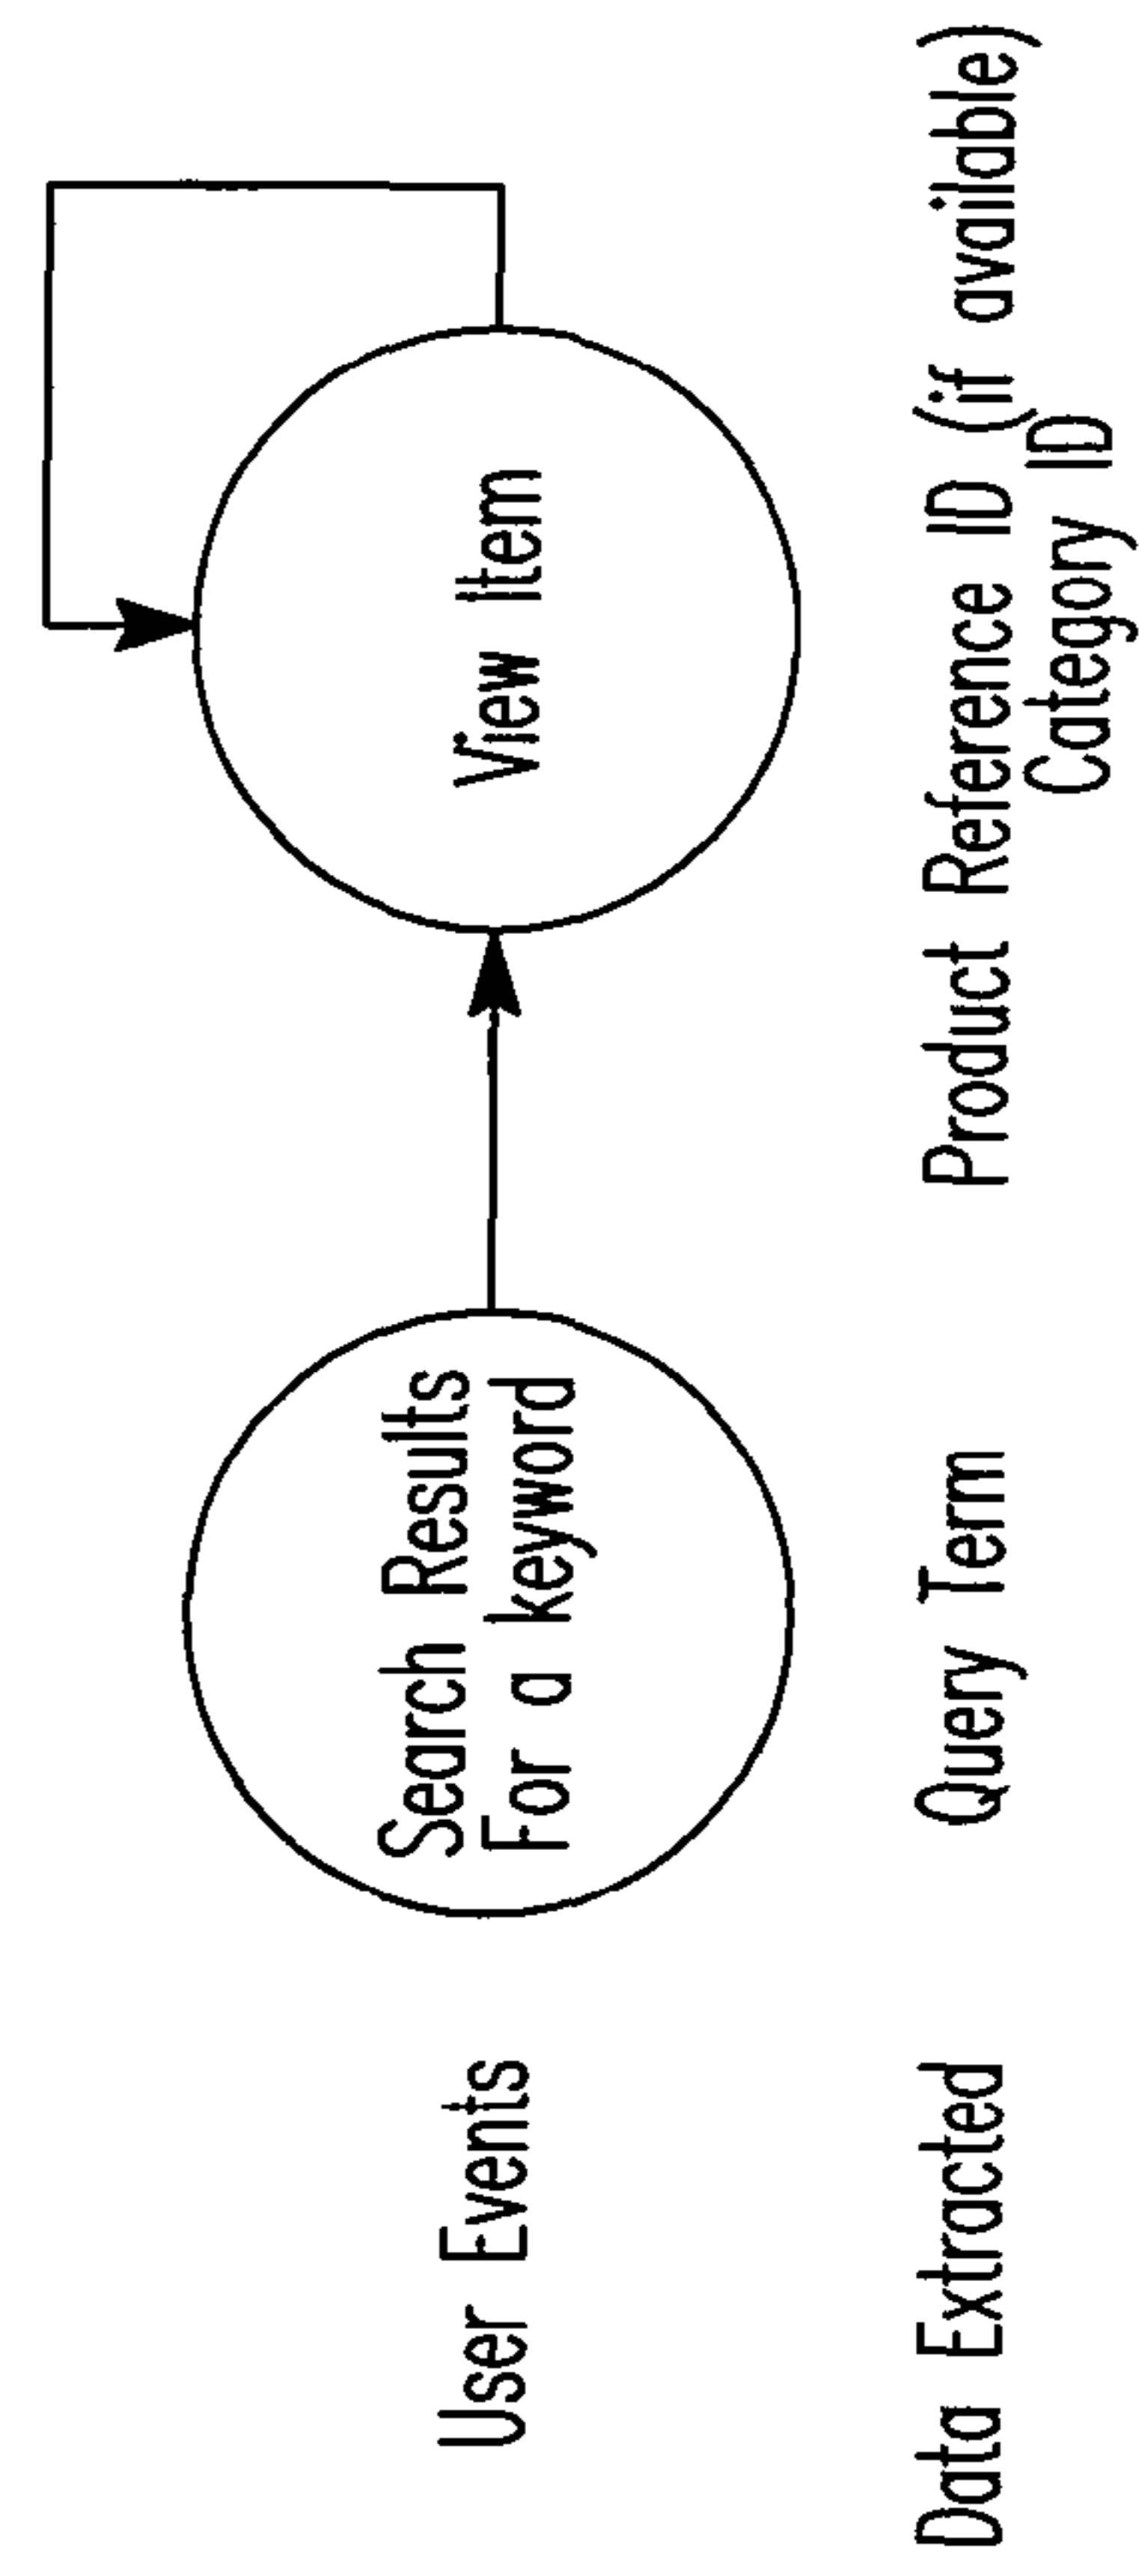 User Events
Search Results
For a keyword
View Item
Data Extracted
Query Term
Product Reference ID (if available)
Category ID